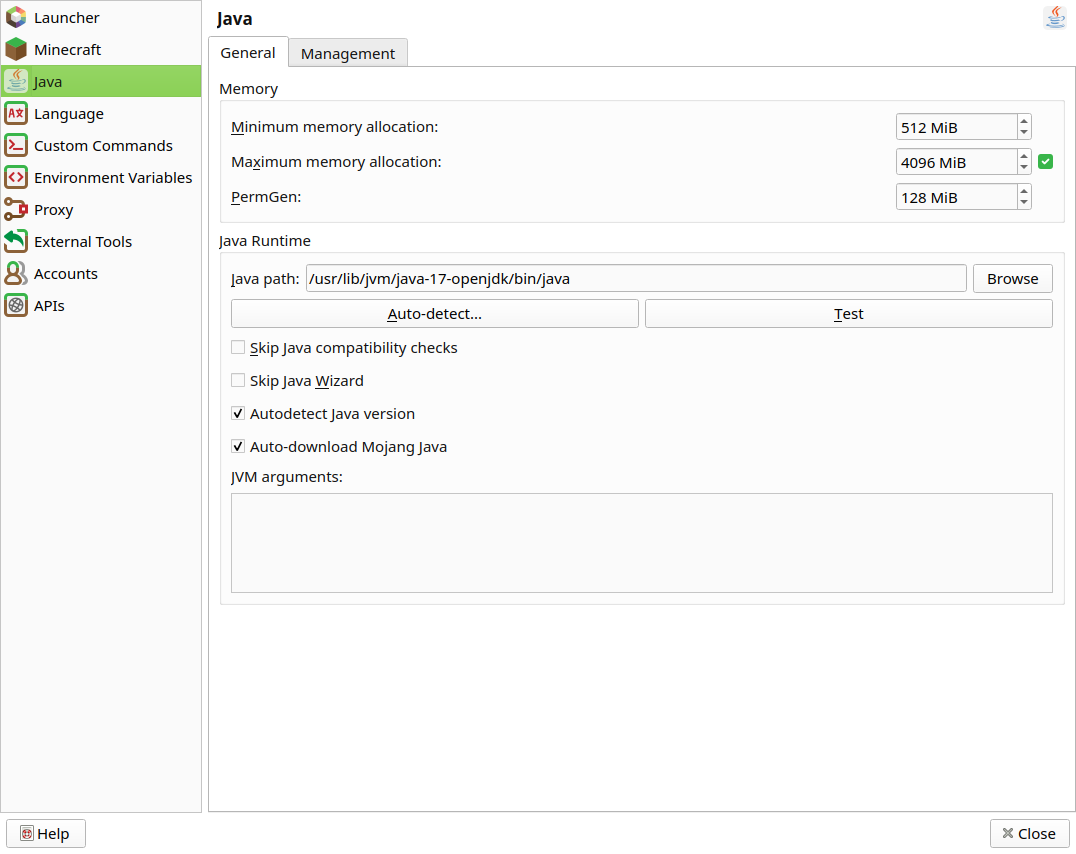 Launcher
Minecraft
Java
Language
Custom Commands
Environment Variables
Proxy
External Tools
Accounts
APIs
Java
General
Management
Memory
Minimum memory allocation:
512 MiB
Maximum memory allocation:
4096 MiB
PermGen:
128 MiB
Java Runtime
Java path:
/usr/lib/jvm/java-17-openjdk/bin/java
Browse
Auto-detect...
Test
Skip Java compatibility checks
Skip Java Wizard
Autodetect Java version
Auto-download Mojang Java
JVM arguments:
Help
Close